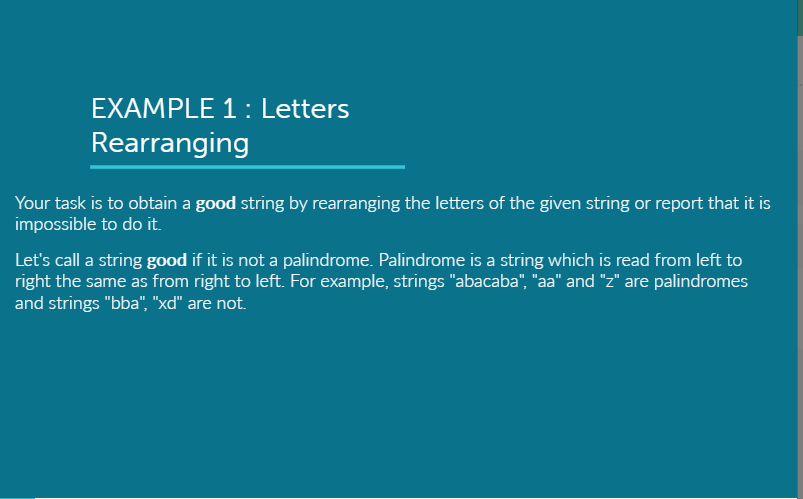 EXAMPLE 1 : Letters
Rearranging
Your task is to obtain a good string by rearranging the letters of the given string or report that it is
impossible to do it.
Let's call a string good if it is not a palindrome. Palindrome is a string which is read from left to
right the same as from right to left. For example, strings "abacaba", "aa" and "z" are palindromes
and strings "bba", "xd" are not.